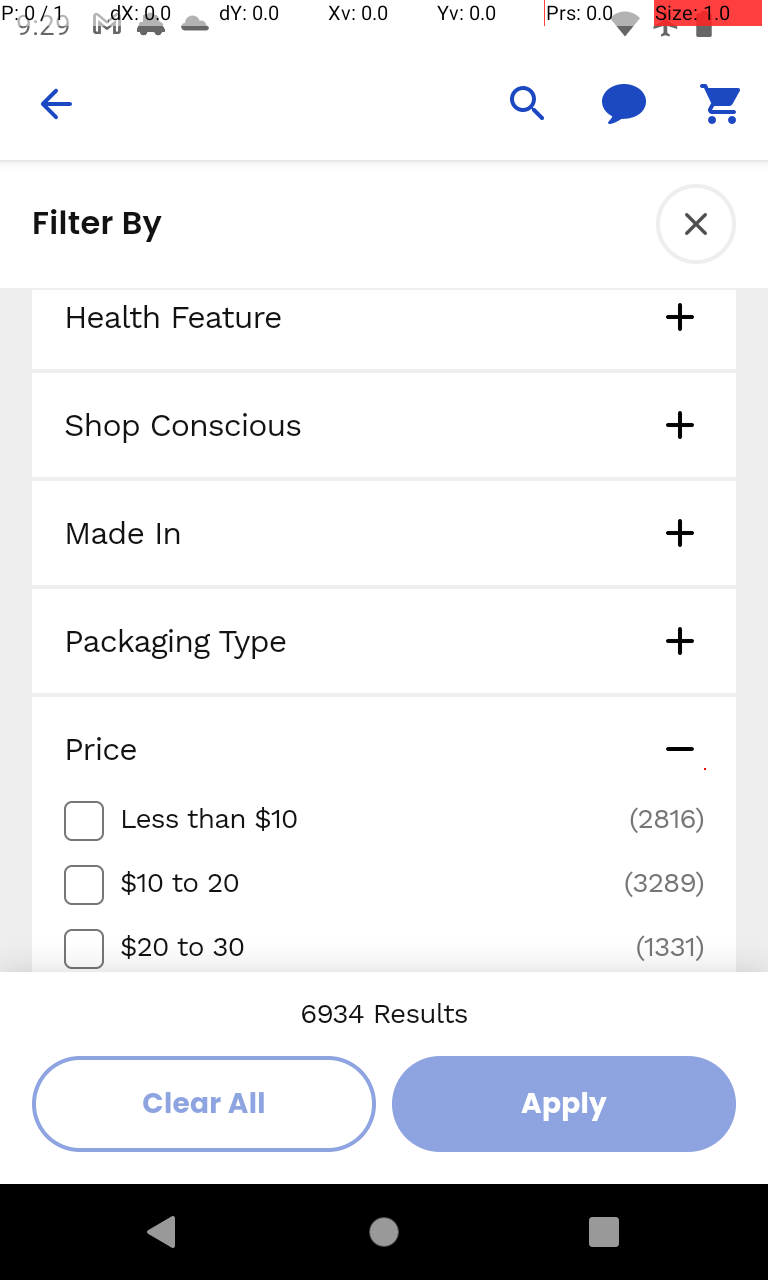 P: 0 / 1 dX: 0.0 dY: 0.0 Xv: 0.0 Yv: 0.0 Prs: 0.0 Size: 1.0
9:29
Filter By
Health Feature
Shop Conscious
Made In
Packaging Type
Price
Less than $10 (2816)
$10 to 20 (3289)
$20 to 30 (1331)
6934 Results
Clear All Apply